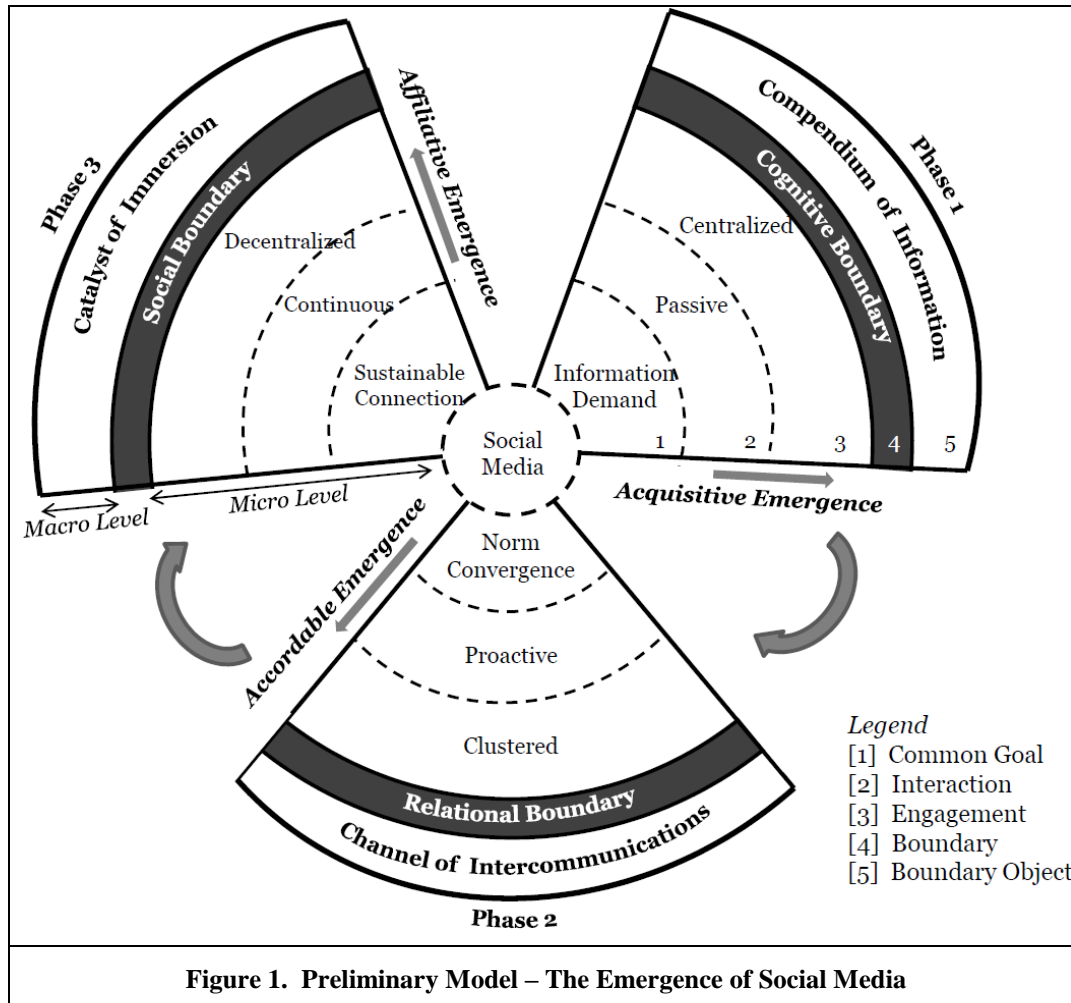 Phase 3
Catalyst of Immersion
Social Boundary
Decentralized
Continuous
Sustainable
Connection
Affiliative Emergence
Macro Level
Micro Level
Social
Media
Phase 1
Compendium of Information
Cognitive Boundary
Centralized
Passive
Information
Demand
1 2 3 4 5
Acquisitive Emergence
Accordable Emergence
Norm
Convergence
Proactive
Clustered
Relational Boundary
Channel of Intercommunications
Phase 2
Legend
[1] Common Goal
[2] Interaction
[3] Engagement
[4] Boundary
[5] Boundary Object
Figure 1. Preliminary Model – The Emergence of Social Media